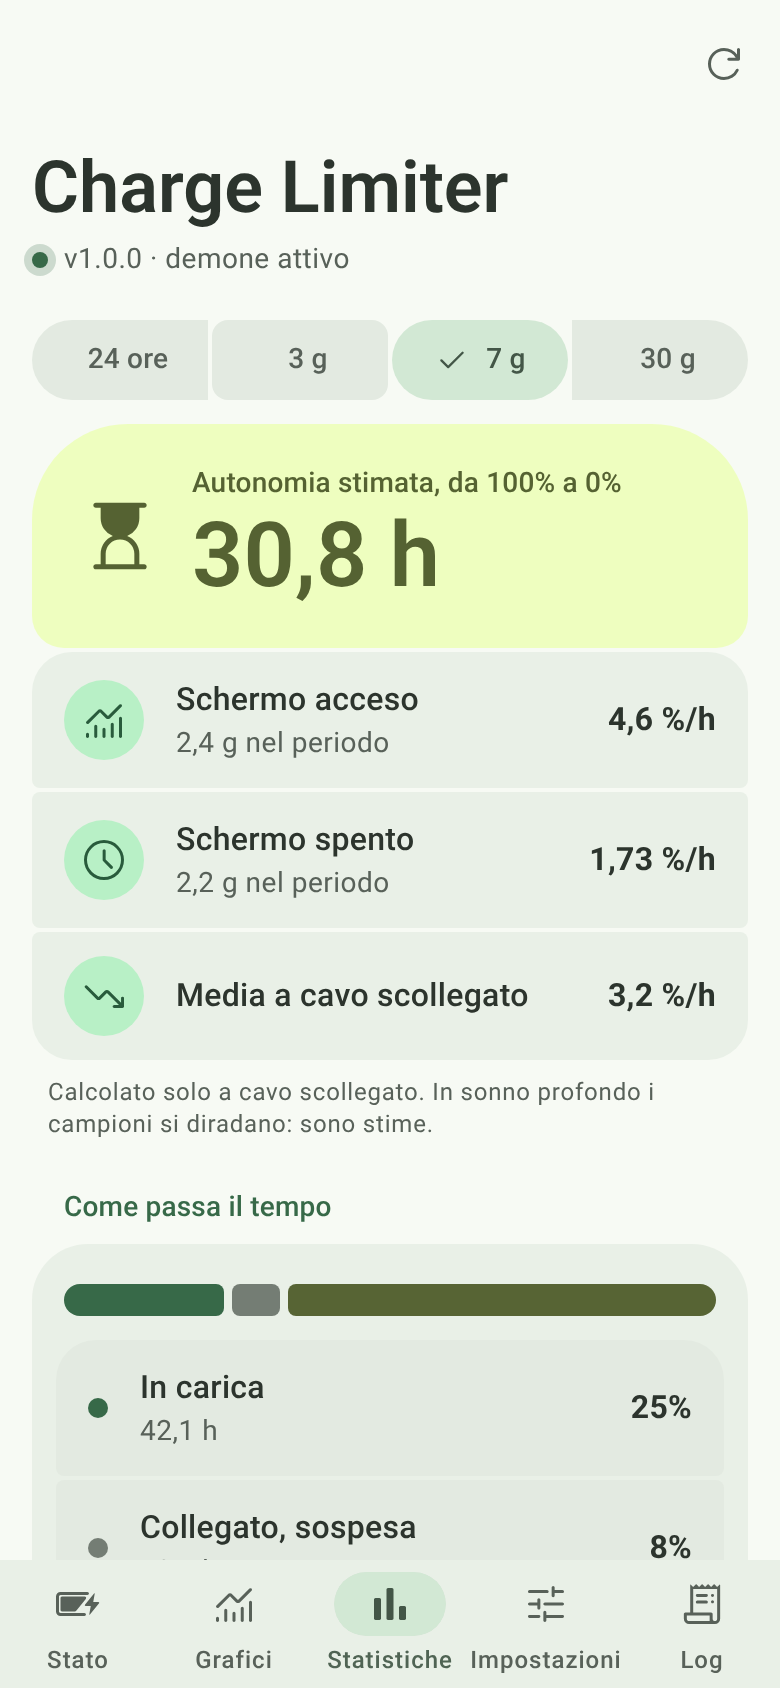 Charge Limiter
v1.0.0 · demone attivo
24 ore
3 g
7 g
30 g
Autonomia stimata, da 100% a 0%
30,8 h
Schermo acceso
2,4 g nel periodo
4,6 %/h
Schermo spento
2,2 g nel periodo
1,73 %/h
Media a cavo scollegato
3,2 %/h
Calcolato solo a cavo scollegato. In sonno profondo i
campioni si diradano: sono stime.
Come passa il tempo
In carica
42,1 h
25%
Collegato, sospesa
8%
Stato
Grafici
Statistiche
Impostazioni
Log